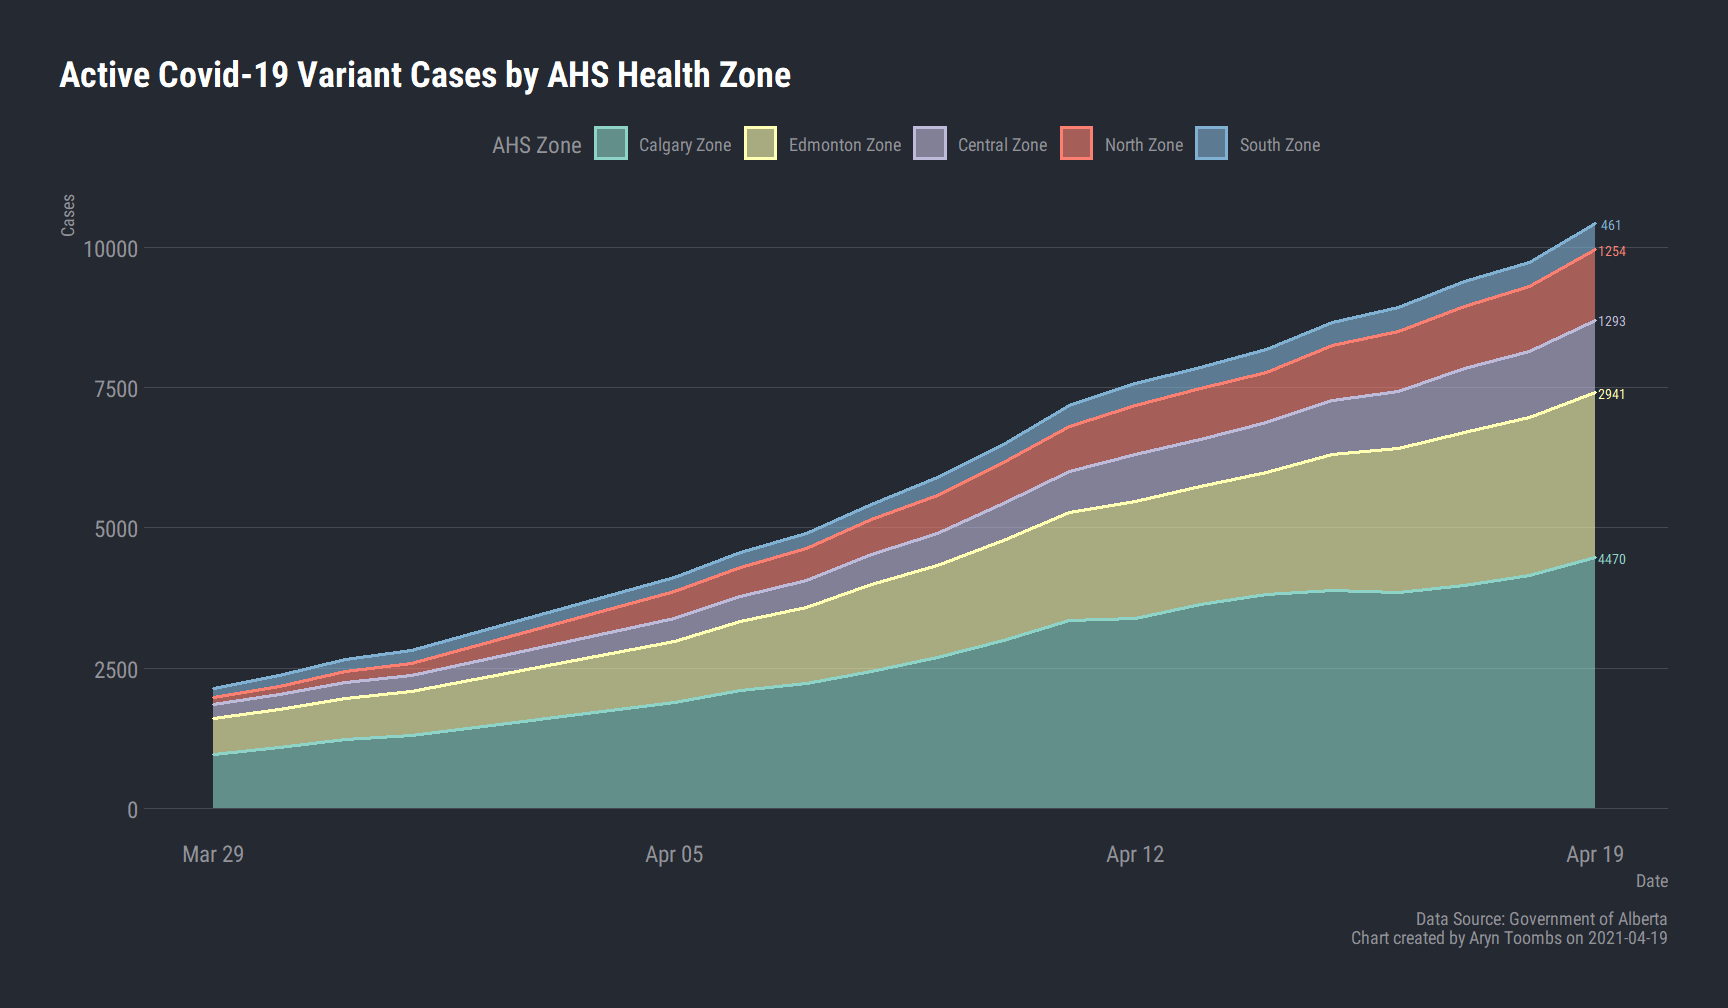 Active Covid-19 Variant Cases by AHS Health Zone
AHS Zone Calgary Zone Edmonton Zone Central Zone North Zone South Zone
Cases
10000
7500
5000
2500
0
461
1254
1293
2941
4470
Mar 29 Apr 05 Apr 12 Apr 19
Date
Data Source: Government of Alberta
Chart created by Aryn Toombs on 2021-04-19